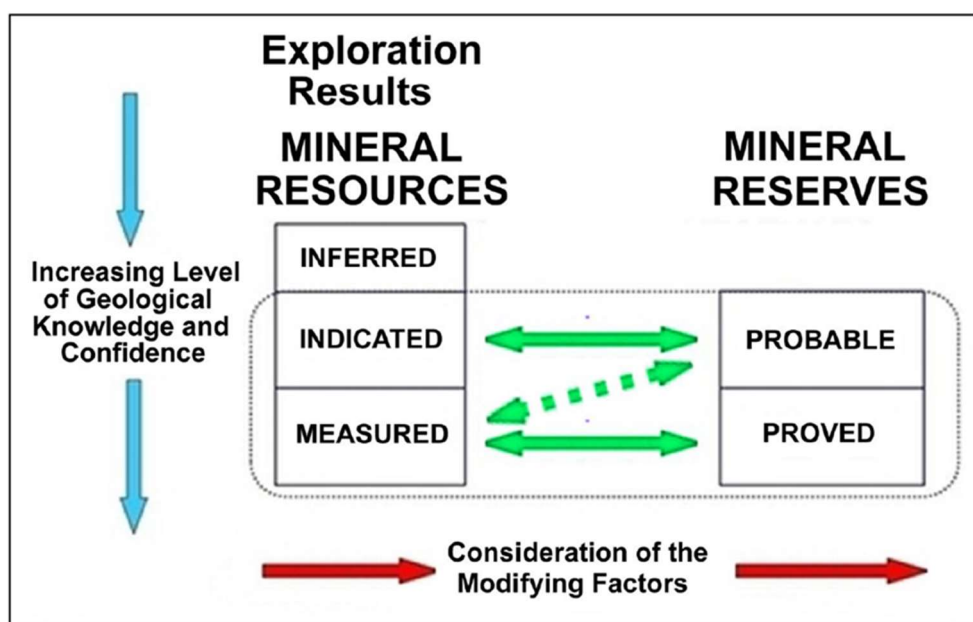 Exploration
Results
MINERAL
RESOURCES
MINERAL
RESERVES
INFERRED
Increasing Level
of Geological
Knowledge and
Confidence
INDICATED
PROBABLE
MEASURED
PROVED
Consideration of the
Modifying Factors